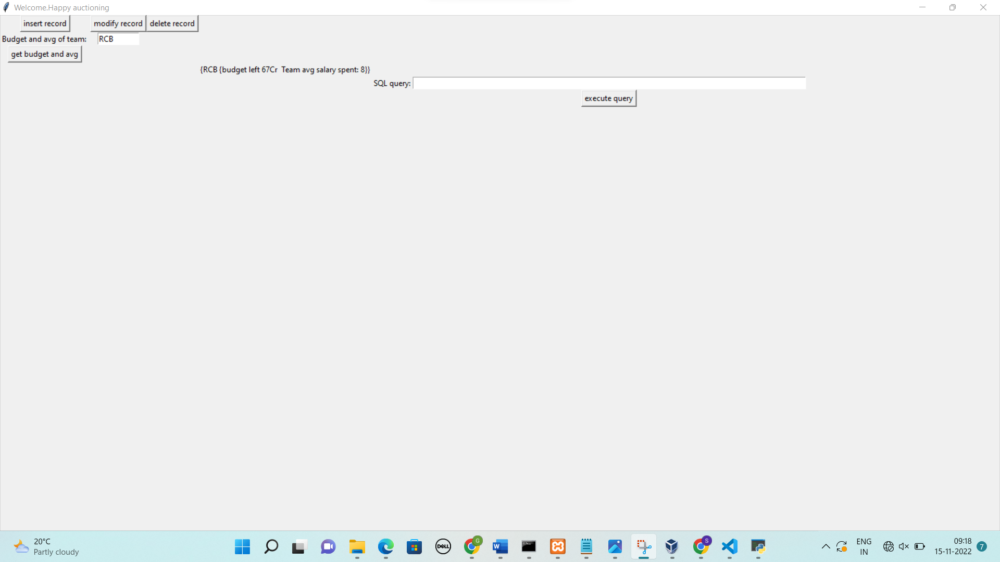 Welcome.Happy auctioning
insert record modify record delete record
Budget and avg of team: RCB
get budget and avg
{RCB {budget left 67Cr  Team avg salary spent: 8}}
SQL query:
execute query
20°C
Partly cloudy
DELL
G
W
S
ENG
IN
09:18
15-11-2022
7